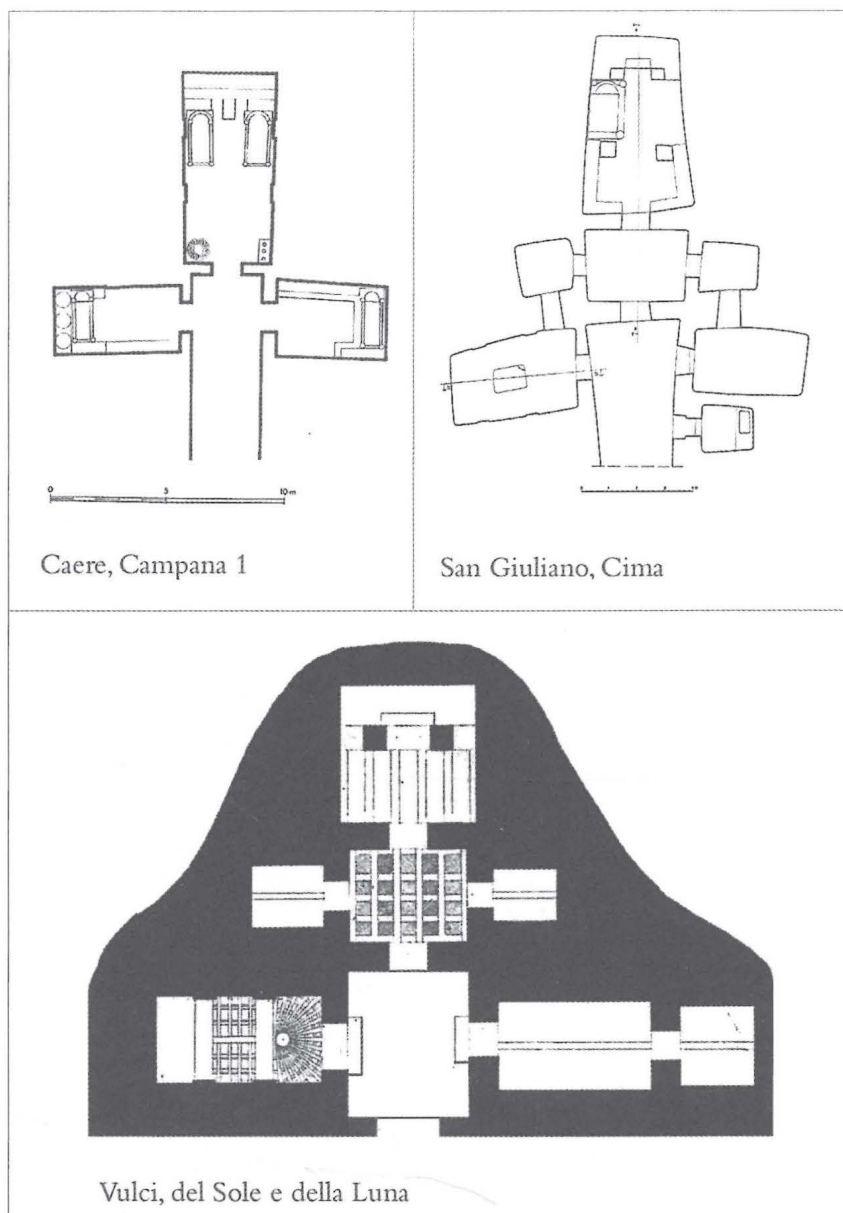 0 5 10 m
Caere, Campana 1
San Giuliano, Cima
Vulci, del Sole e della Luna